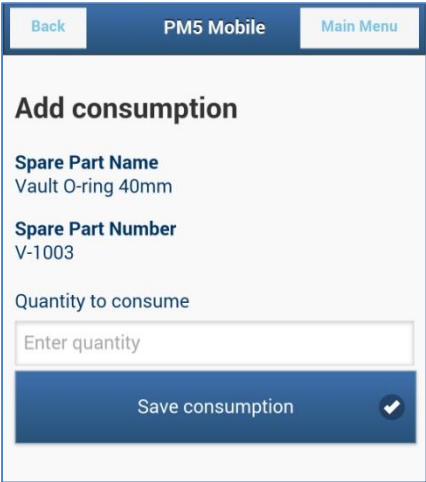 Back
PM5 Mobile
Main Menu
Add consumption
Spare Part Name
Vault O-ring 40mm
Spare Part Number
V-1003
Quantity to consume
Enter quantity
Save consumption